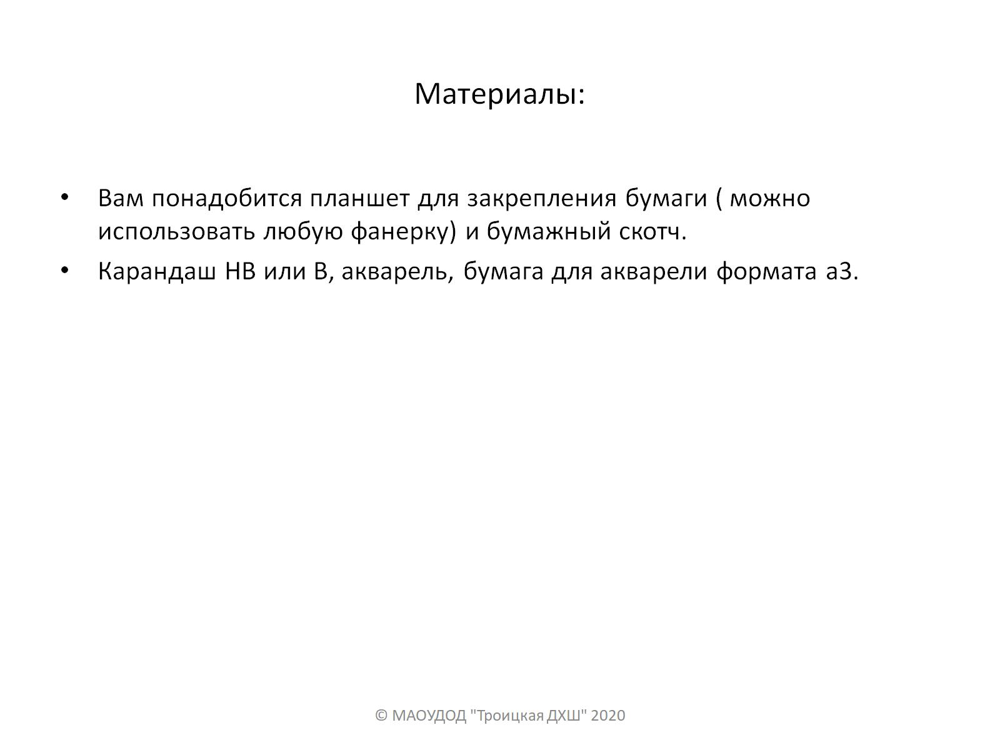 Материалы:
• Вам понадобится планшет для закрепления бумаги ( можно
использовать любую фанерку) и бумажный скотч.
• Карандаш НВ или В, акварель, бумага для акварели формата а3.
© МАОУДОД "Троицкая ДХШ" 2020